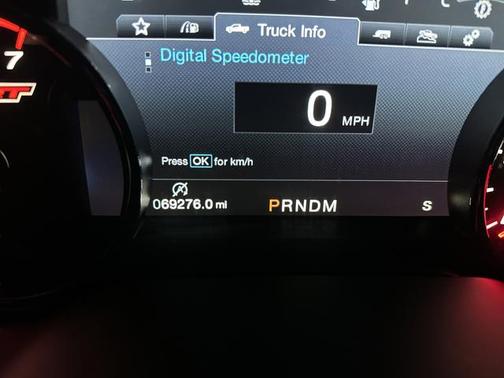 Truck Info
7
Digital Speedometer
0 MPH
Press OK for km/h
069276.0 mi PRNDM S